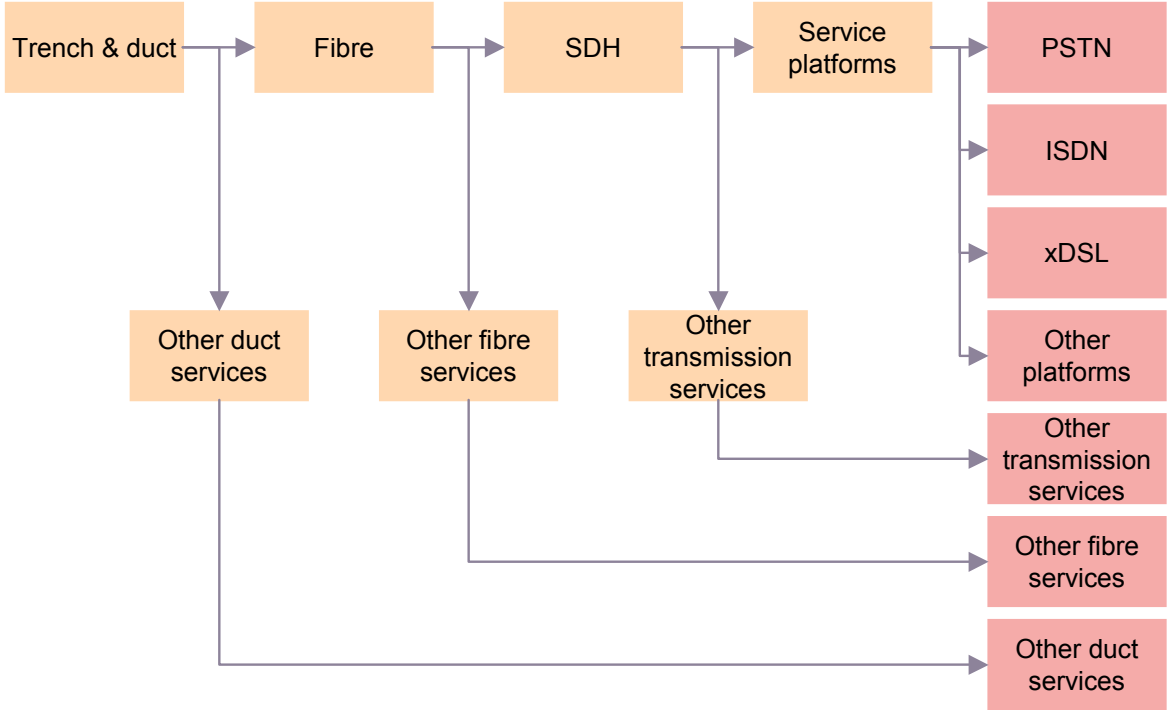 Trench & duct
Fibre
SDH
Service
platforms
PSTN
ISDN
xDSL
Other duct
services
Other fibre
services
Other
transmission
services
Other
platforms
Other
transmission
services
Other fibre
services
Other duct
services